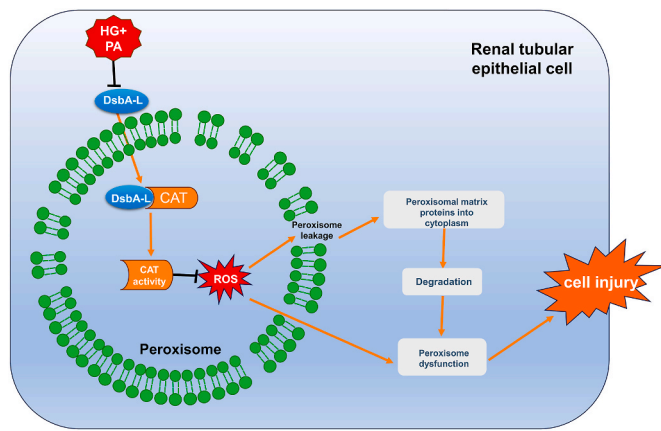 HG+
PA
Renal tubular
epithelial cell
DsbA-L
DsbA-L
CAT
Peroxisome
leakage
Peroxisomal matrix
proteins into
cytoplasm
CAT
activity
ROS
Degradation
cell injury
Peroxisome
Peroxisome
dysfunction